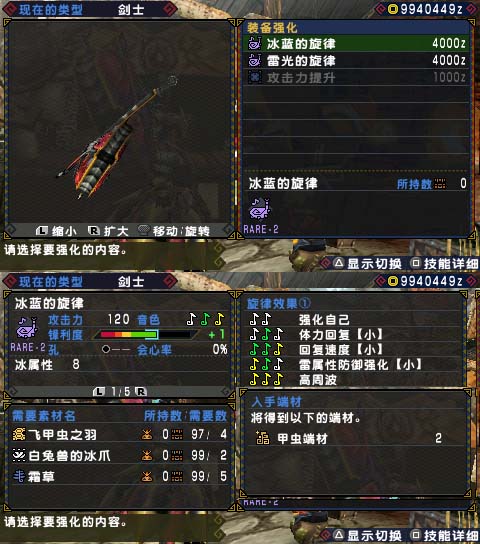 现在的类型 剑士 9940449z
装备强化
冰蓝的旋律 4000z
雷光的旋律 4000z
攻击力提升 1000z
冰蓝的旋律 所持数 0
RARE-2
L 缩小 R 扩大 移动/旋转
请选择要强化的内容。
△显示切换 □技能详细
现在的类型 剑士 9940449z
冰蓝的旋律
RARE-2
攻击力 120 音色
锋利度 +1
孔 ○-- 会心率 0%
冰属性 8
L 1/5 R
旋律效果①
强化自己
体力回复【小】
回复速度【小】
雷属性防御强化【小】
高周波
需要素材名 所持数/需要数
飞甲虫之羽 0 97/ 4
白兔兽的冰爪 0 99/ 2
霜草 0 99/ 5
入手端材
将得到以下的端材。
甲虫端材 2
RARE-2
请选择要强化的内容。
△显示切换 □技能详细